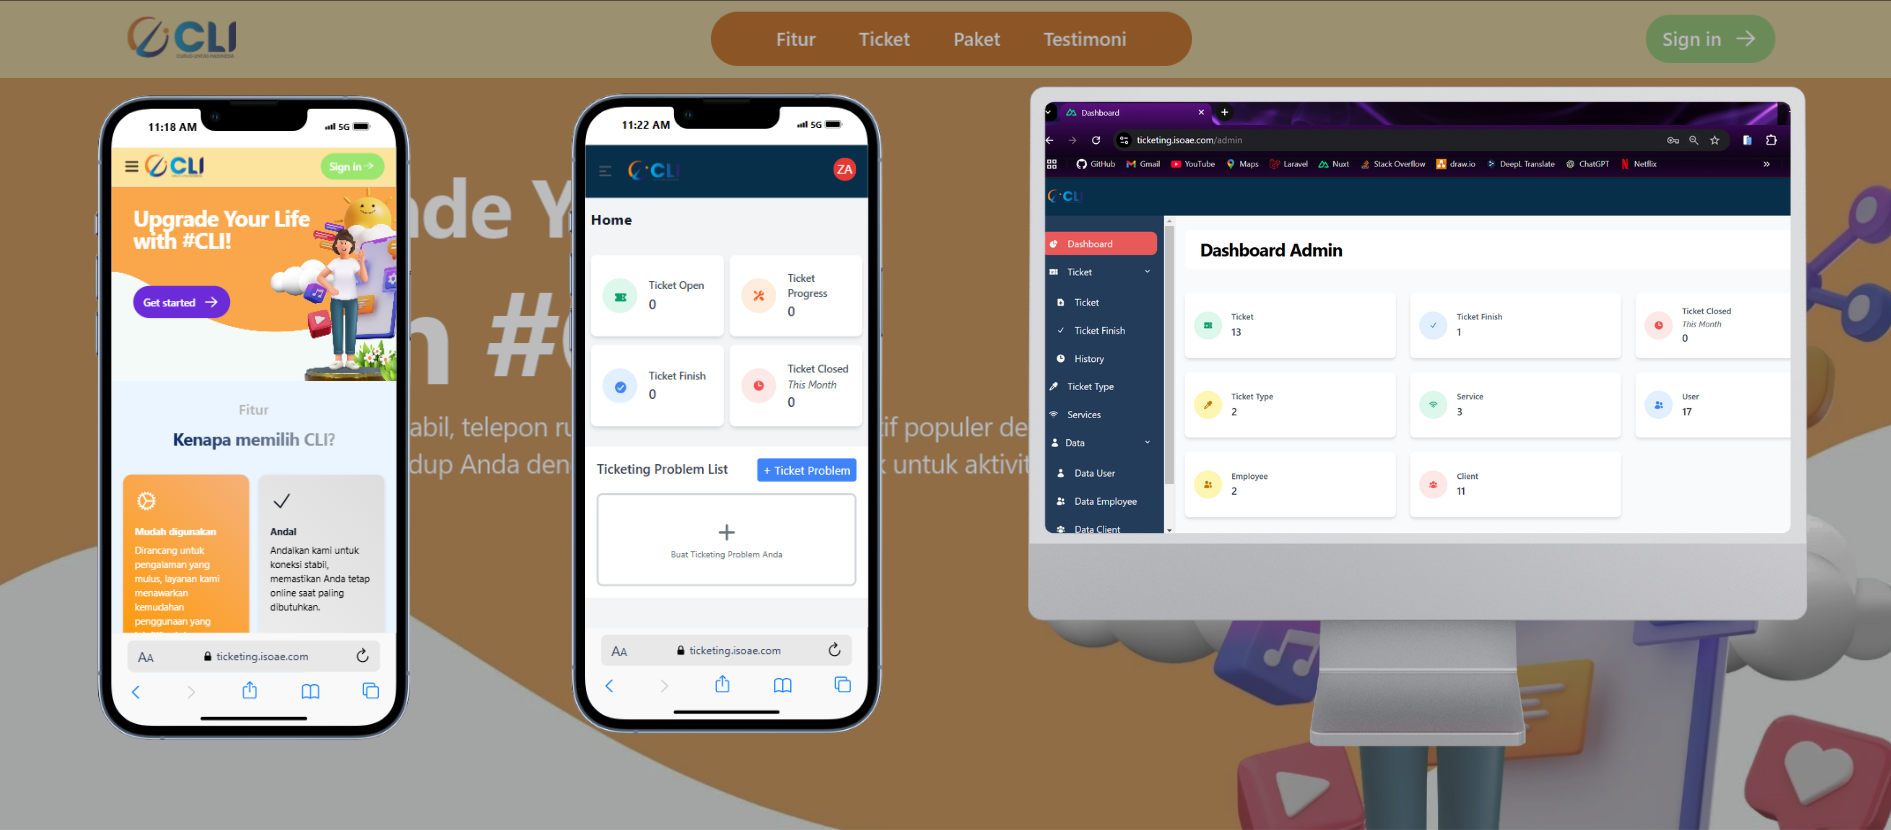 CLI
Fitur
Ticket
Paket
Testimoni
Sign in
de Y
n #
abil, telepon ru
if populer de
dup Anda den
k untuk aktivit
11:18 AM
5G
CLI
Sign in
Upgrade Your Life
with #CLI!
Get started
Fitur
Kenapa memilih CLI?
Mudah digunakan
Dirancang untuk
pengalaman yang
mulus, layanan kami
menawarkan
kemudahan
penggunaan yang
Andal
Andalkan kami untuk
koneksi stabil,
memastikan Anda tetap
online saat paling
dibutuhkan.
AA
ticketing.isoae.com
11:22 AM
5G
CLI
ZA
Home
Ticket Open
0
Ticket
Progress
0
Ticket Finish
0
Ticket Closed
This Month
0
Ticketing Problem List
+ Ticket Problem
Buat Ticketing Problem Anda
AA
ticketing.isoae.com
Dashboard
ticketing.isoae.com/admin
GitHub
Gmail
YouTube
Maps
Laravel
Nuxt
Stack Overflow
draw.io
DeepL Translate
ChatGPT
Netflix
CLI
Dashboard
Ticket
Ticket
Ticket Finish
History
Ticket Type
Services
Data
Data User
Data Employee
Data Client
Dashboard Admin
Ticket
13
Ticket Finish
1
Ticket Closed
This Month
0
Ticket Type
2
Service
3
User
17
Employee
2
Client
11